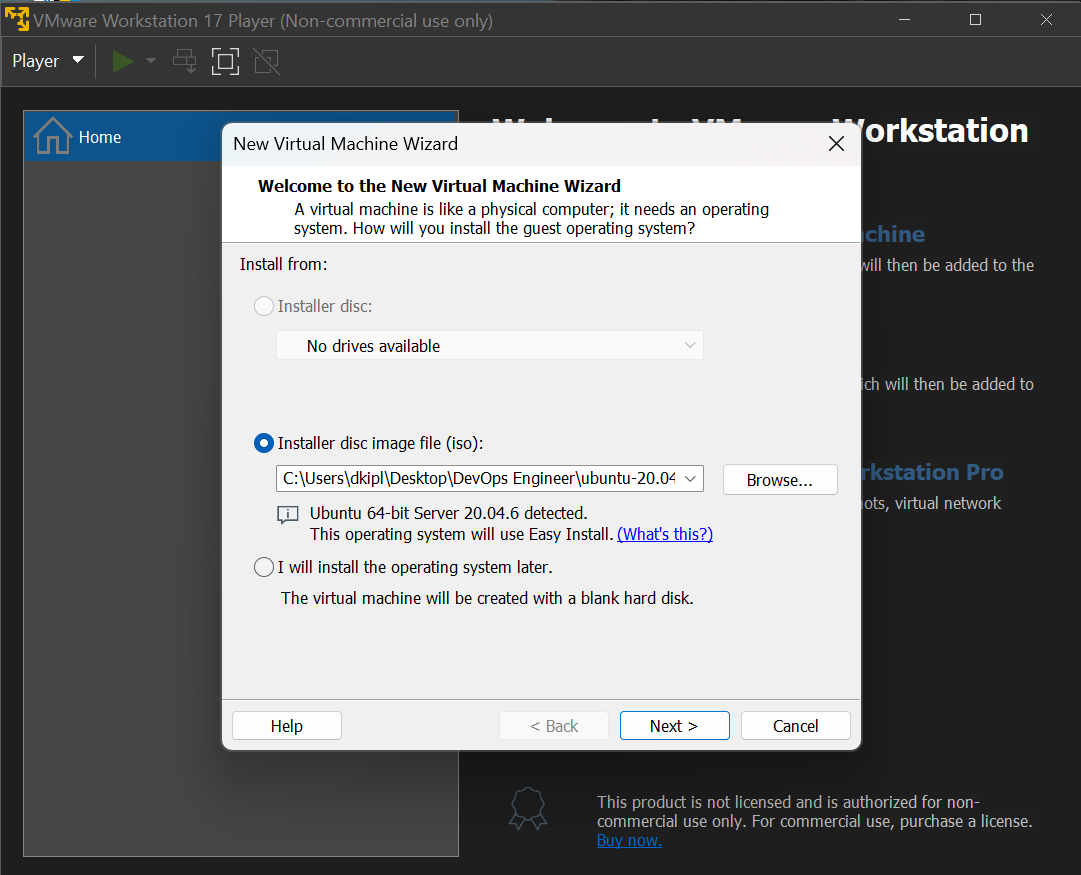 VMware Workstation 17 Player (Non-commercial use only)
Player
Home
Workstation
New Virtual Machine Wizard
Welcome to the New Virtual Machine Wizard
A virtual machine is like a physical computer; it needs an operating
system. How will you install the guest operating system?
achine
will then be added to the
Install from:
Installer disc:
No drives available
ich will then be added to
Installer disc image file (iso):
C:\Users\dkipl\Desktop\DevOps Engineer\ubuntu-20.04
Browse...
rkstation Pro
ots, virtual network
Ubuntu 64-bit Server 20.04.6 detected.
This operating system will use Easy Install. (What's this?)
I will install the operating system later.
The virtual machine will be created with a blank hard disk.
Help
< Back
Next >
Cancel
This product is not licensed and is authorized for non-
commercial use only. For commercial use, purchase a license.
Buy now.